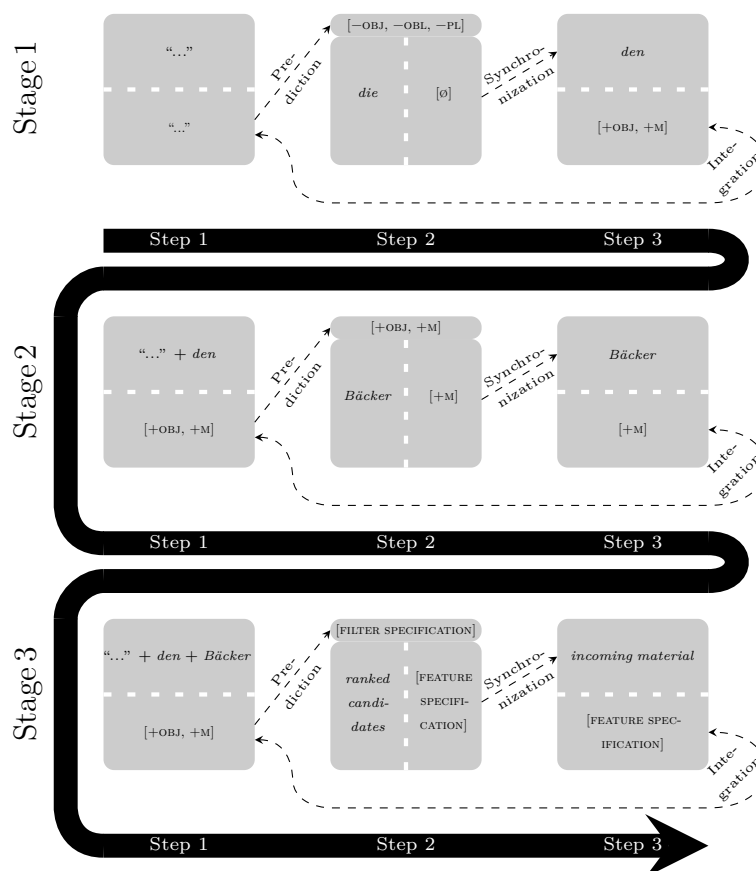 Stage 1
“...”
“...”
Pre-
diction
[−OBJ, −OBL, −PL]
die
[Ø]
Synchro-
nization
den
[+OBJ, +M]
Inte-
gration
Step 1
Step 2
Step 3
Stage 2
“...” + den
[+OBJ, +M]
Pre-
diction
[+OBJ, +M]
Bäcker
[+M]
Synchro-
nization
Bäcker
[+M]
Inte-
gration
Step 1
Step 2
Step 3
Stage 3
“...” + den + Bäcker
[+OBJ, +M]
Pre-
diction
[FILTER SPECIFICATION]
ranked
candi-
dates
[FEATURE
SPECIFI-
CATION]
Synchro-
nization
incoming material
[FEATURE SPEC-
IFICATION]
Inte-
gration
Step 1
Step 2
Step 3